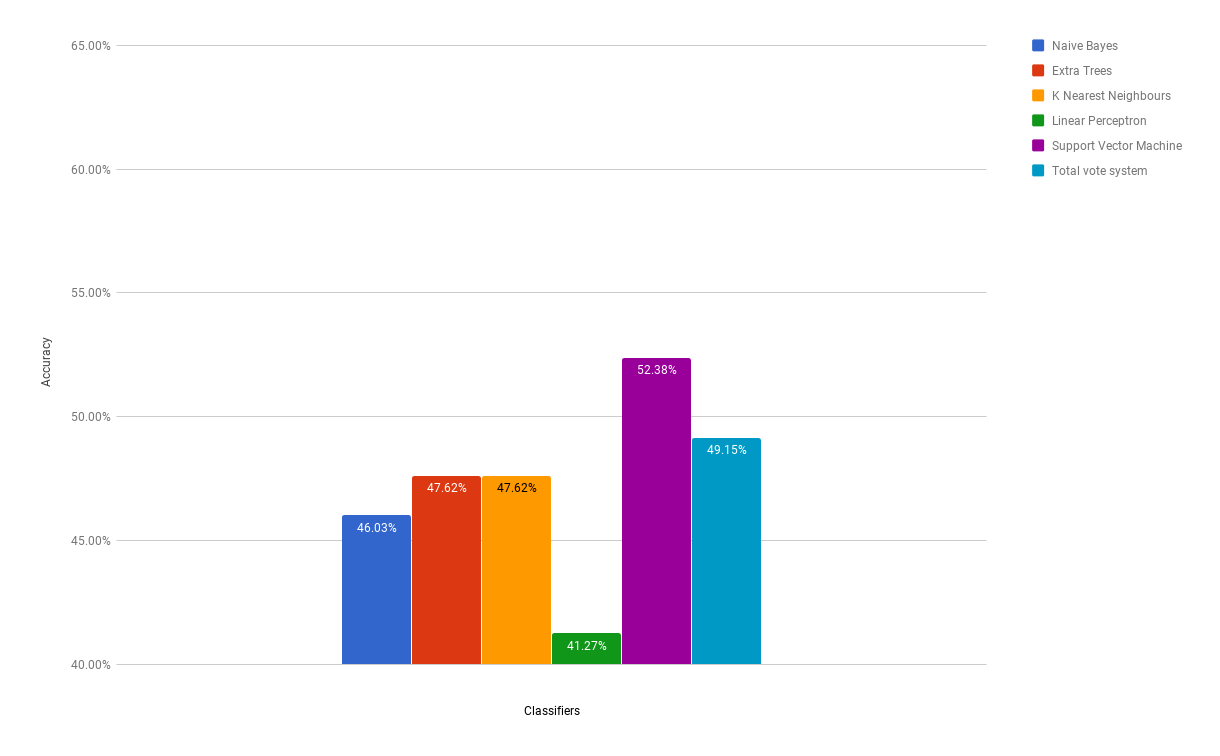 65.00%
60.00%
55.00%
50.00%
45.00%
40.00%
Accuracy
46.03%
47.62%
47.62%
41.27%
52.38%
49.15%
Classifiers
Naive Bayes
Extra Trees
K Nearest Neighbours
Linear Perceptron
Support Vector Machine
Total vote system